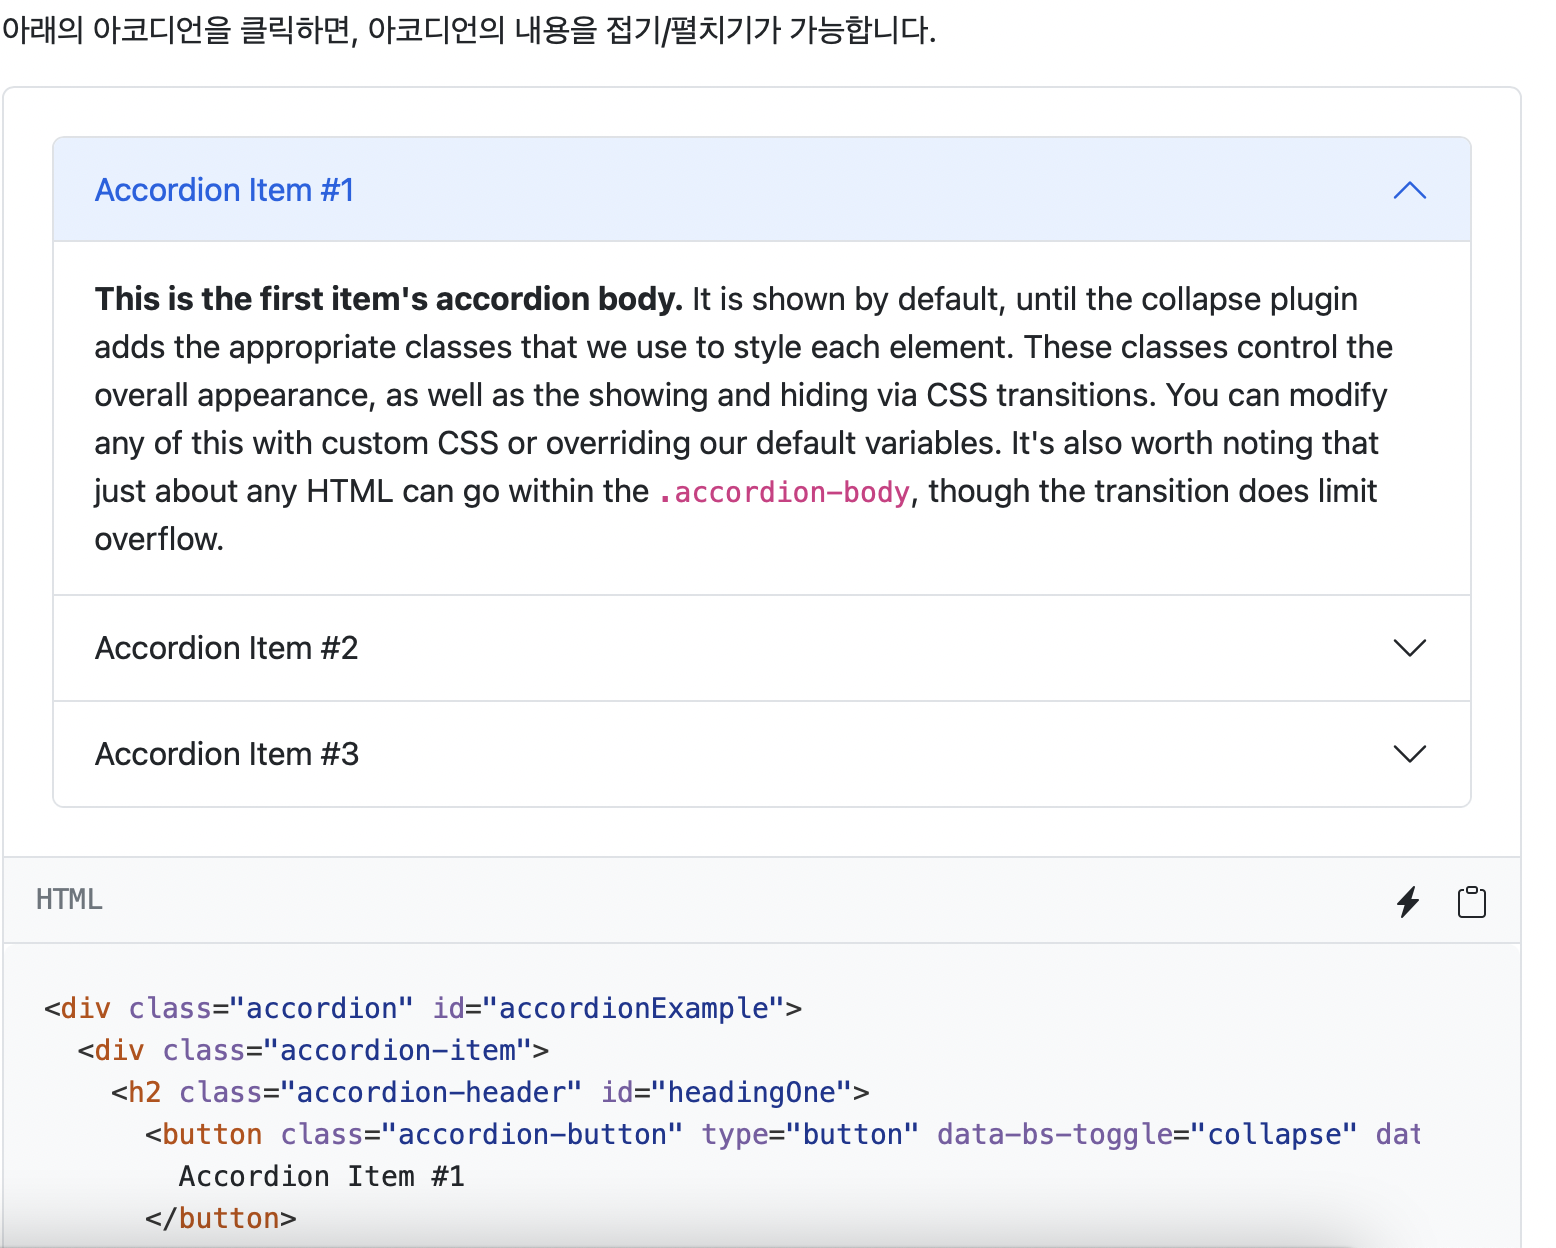 아래의 아코디언을 클릭하면, 아코디언의 내용을 접기/펼치기가 가능합니다.
Accordion Item #1
This is the first item's accordion body. It is shown by default, until the collapse plugin
adds the appropriate classes that we use to style each element. These classes control the
overall appearance, as well as the showing and hiding via CSS transitions. You can modify
any of this with custom CSS or overriding our default variables. It's also worth noting that
just about any HTML can go within the .accordion-body, though the transition does limit
overflow.
Accordion Item #2
Accordion Item #3
HTML
<div class="accordion" id="accordionExample">
  <div class="accordion-item">
    <h2 class="accordion-header" id="headingOne">
      <button class="accordion-button" type="button" data-bs-toggle="collapse" dat
        Accordion Item #1
      </button>